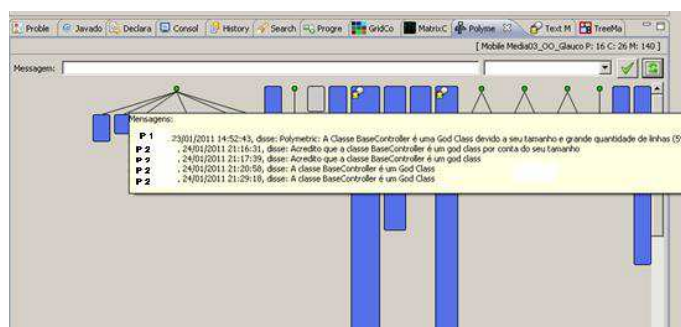 Proble Javado Declara Consol History Search Progre GridCo MatrixC Polyme Text M TreeMa
[ Mobile Media03_OO_Glauco P: 16 C: 26 M: 140 ]
Messagem:
Mensagens:
P 1 . 23/01/2011 14:52:43, disse: Polymetric: A Classe BaseController é uma God Class devido a seu tamanho e grande quantidade de linhas
P 2 . 24/01/2011 21:16:31, disse: Acredito que a classe BaseController é um god class por conta do seu tamanho
P 2 . 24/01/2011 21:17:39, disse: Acredito que a classe BaseController é um god class
P 2 . 24/01/2011 21:20:58, disse: A classe BaseController é um God Class
P 2 . 24/01/2011 21:29:18, disse: A classe BaseController é um God Class